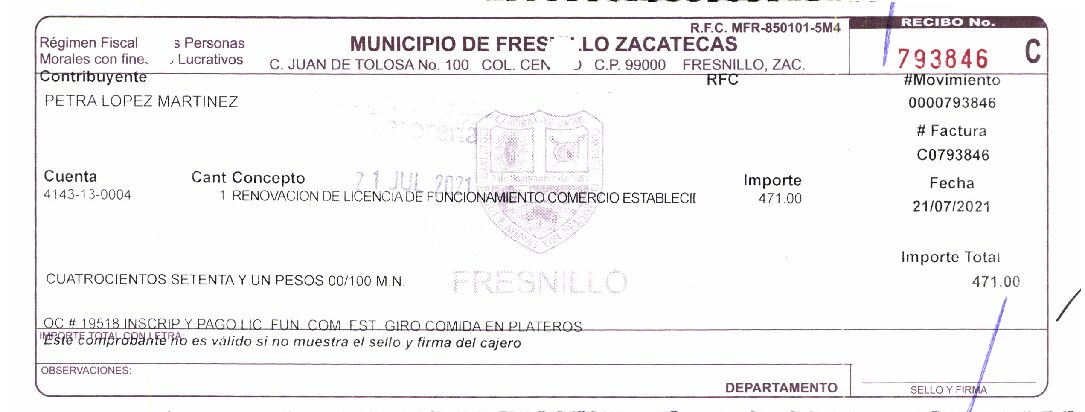 R.F.C. MFR-850101-5M4
RECIBO No.
Régimen Fiscal s Personas
Morales con fine. Lucrativos
MUNICIPIO DE FRES LO ZACATECAS
C. JUAN DE TOLOSA No. 100 COL. CEN C.P. 99000 FRESNILLO, ZAC.
793846 C
Contribuyente
RFC
#Movimiento
PETRA LOPEZ MARTINEZ
0000793846
Tesorería
# Factura
C0793846
Cuenta
Cant Concepto
21 JUL 2021
Importe
Fecha
4143-13-0004
1 RENOVACION DE LICENCIA DE FUNCIONAMIENTO COMERCIO ESTABLECII
471.00
21/07/2021
Importe Total
CUATROCIENTOS SETENTA Y UN PESOS 00/100 M.N.
FRESNILLO
471.00
OC # 19518 INSCRIP Y PAGO LIC. FUN. COM. EST. GIRO COMIDA EN PLATEROS
IMPORTE TOTAL CON LETRA:
Este comprobante no es válido si no muestra el sello y firma del cajero
OBSERVACIONES:
DEPARTAMENTO
SELLO Y FIRMA